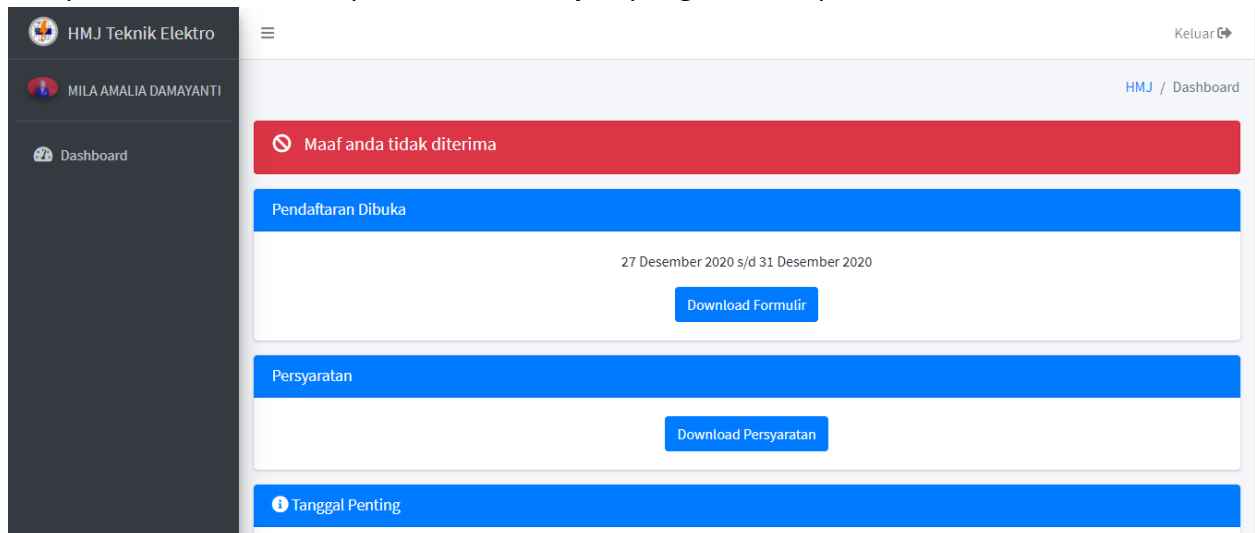 HMJ Teknik Elektro
Keluar
MILA AMALIA DAMAYANTI
HMJ / Dashboard
Dashboard
Maaf anda tidak diterima
Pendaftaran Dibuka
27 Desember 2020 s/d 31 Desember 2020
Download Formulir
Persyaratan
Download Persyaratan
Tanggal Penting